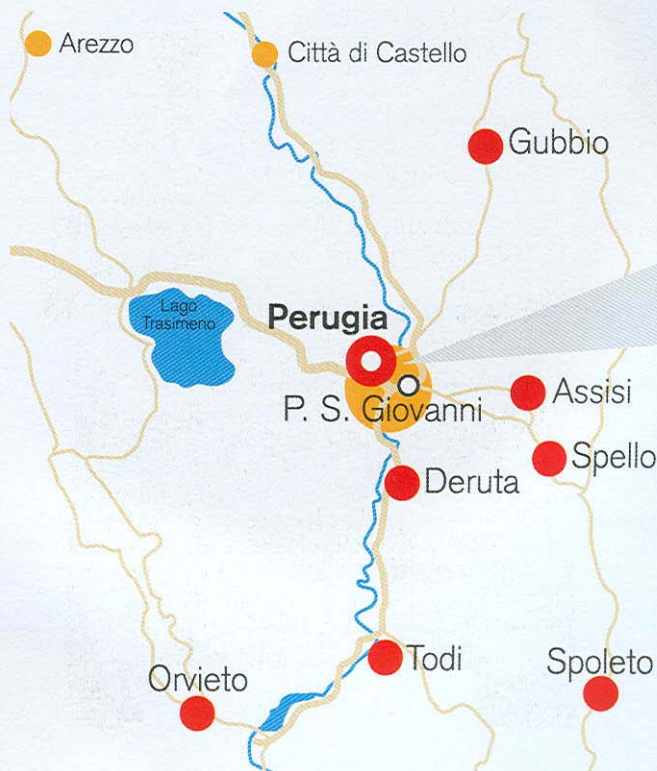 Arezzo
Città di Castello
Gubbio
Lago
Trasimeno
Perugia
P. S. Giovanni
Assisi
Spello
Deruta
Todi
Spoleto
Orvieto